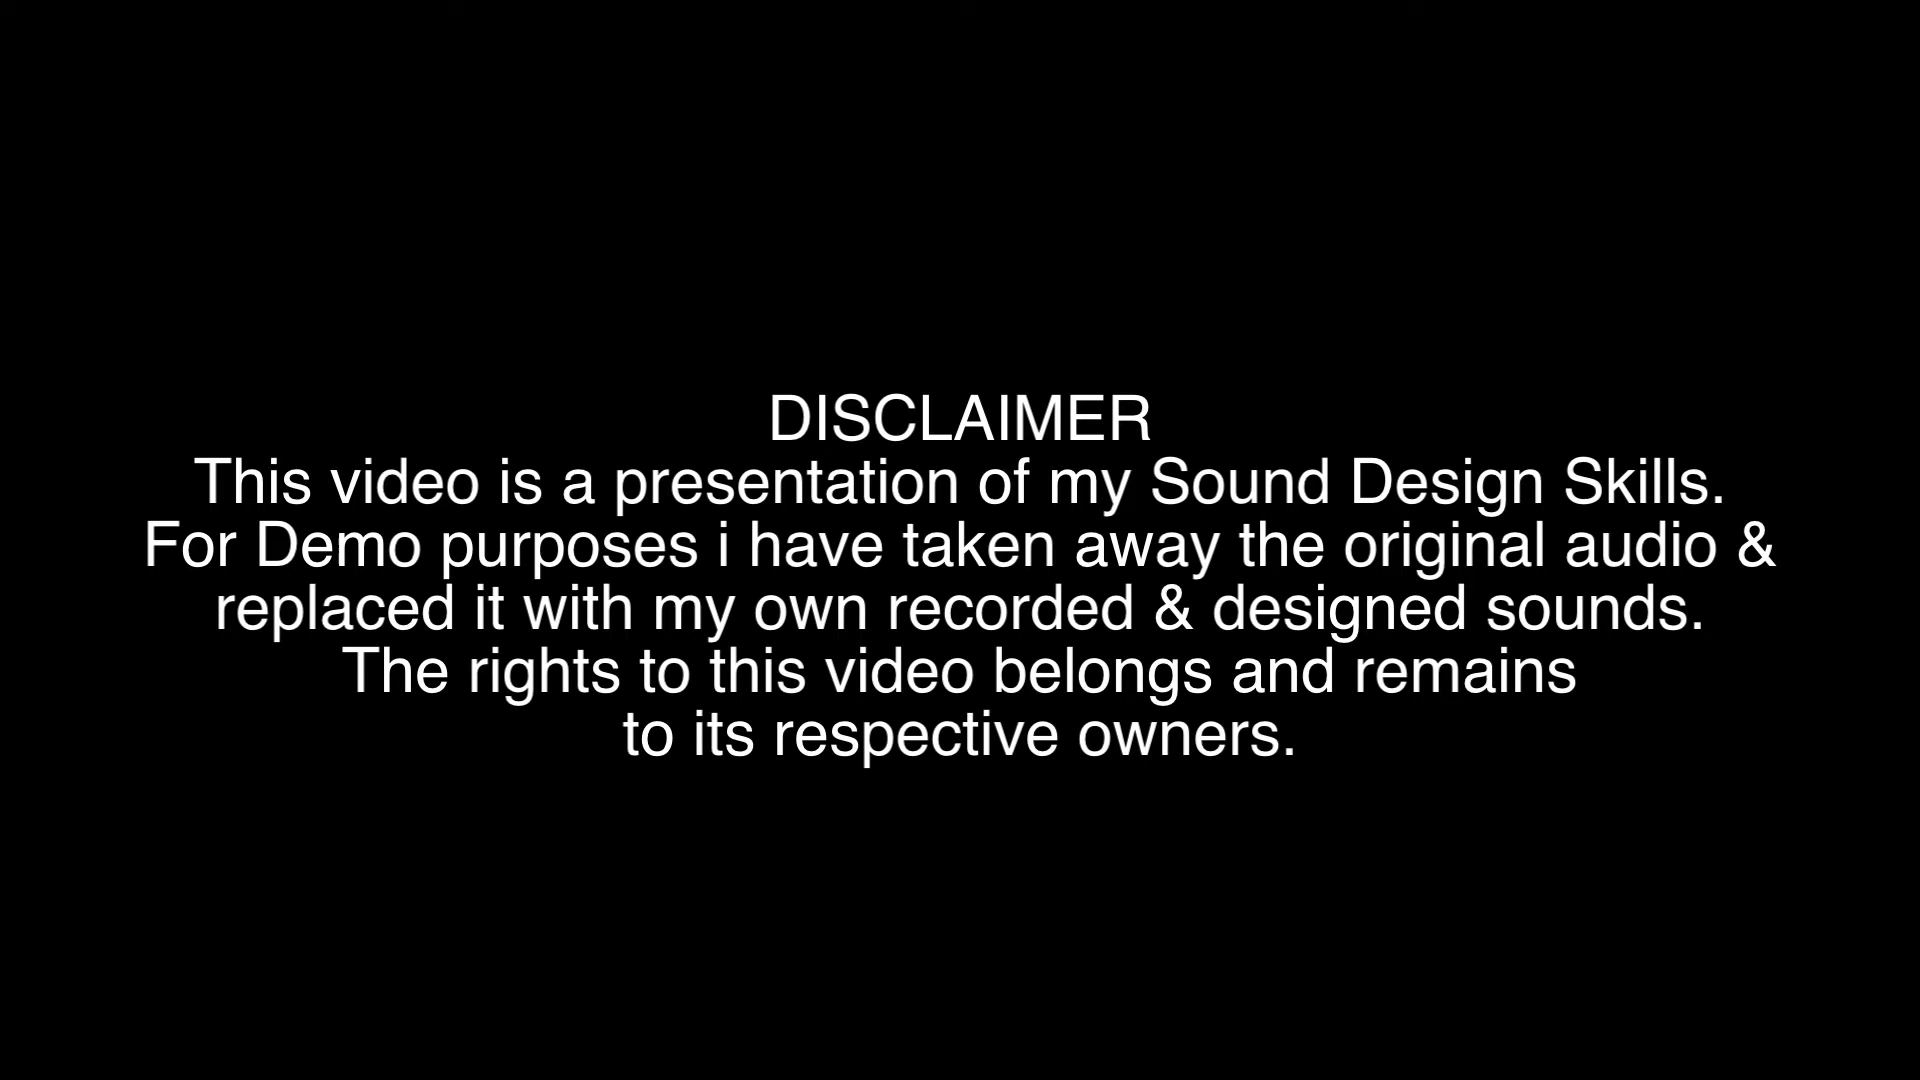 DISCLAIMER
This video is a presentation of my Sound Design Skills.
For Demo purposes i have taken away the original audio &
replaced it with my own recorded & designed sounds.
The rights to this video belongs and remains
to its respective owners.